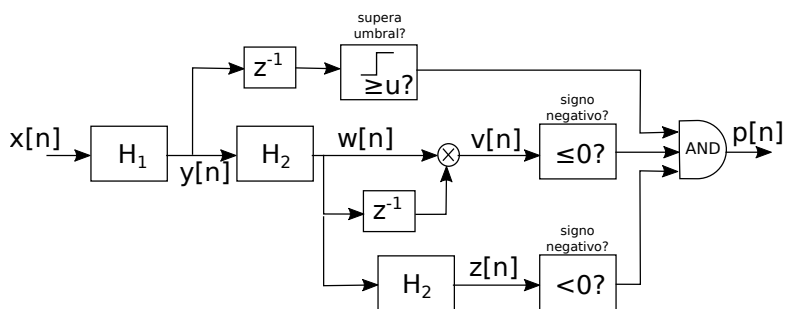 supera
umbral?
z⁻¹
≥u?
x[n]
H₁
y[n]
H₂
w[n]
v[n]
signo
negativo?
≤0?
AND
p[n]
z⁻¹
H₂
z[n]
signo
negativo?
<0?